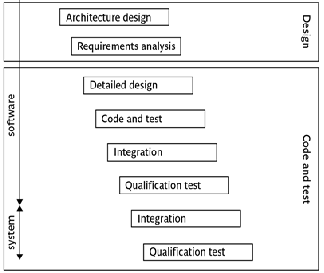 Architecture design
Requirements analysis
Design
Detailed design
Code and test
Integration
Qualification test
Integration
Qualification test
Code and test
software
system